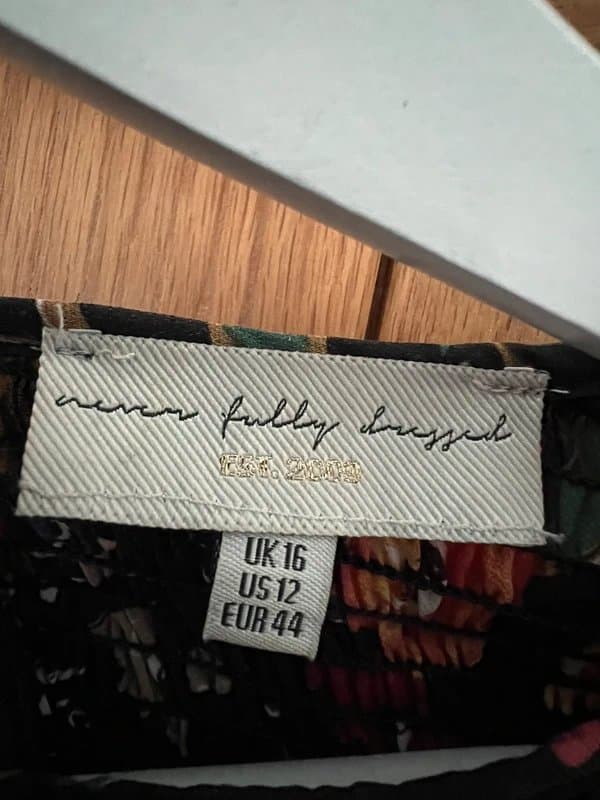 never fully dressed
EST. 2009
UK 16
US 12
EUR 44